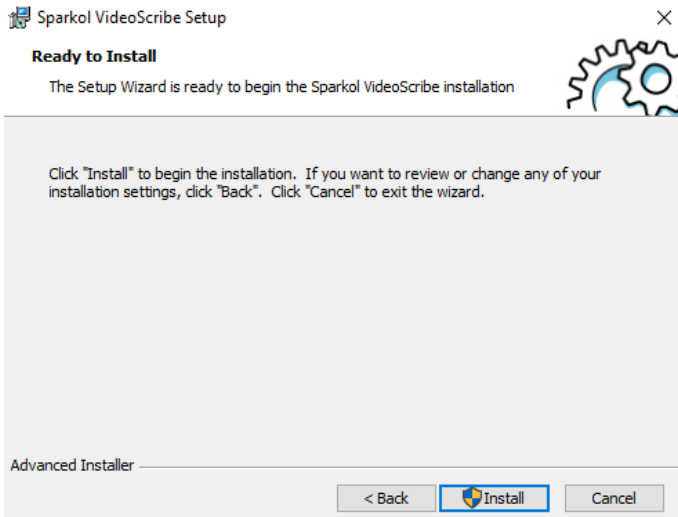 Sparkol VideoScribe Setup
Ready to Install
The Setup Wizard is ready to begin the Sparkol VideoScribe installation
Click "Install" to begin the installation.  If you want to review or change any of your
installation settings, click "Back".  Click "Cancel" to exit the wizard.
Advanced Installer
< Back
Install
Cancel